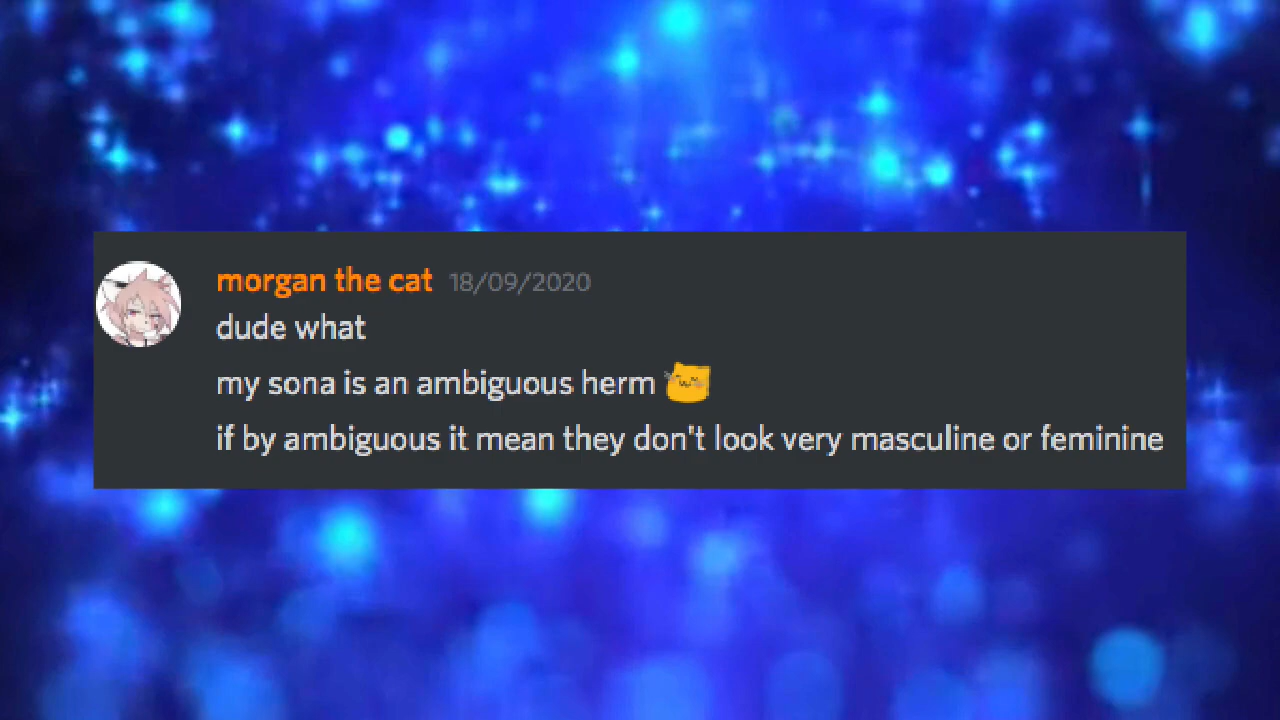 morgan the cat 18/09/2020
dude what
my sona is an ambiguous herm
if by ambiguous it mean they don't look very masculine or feminine